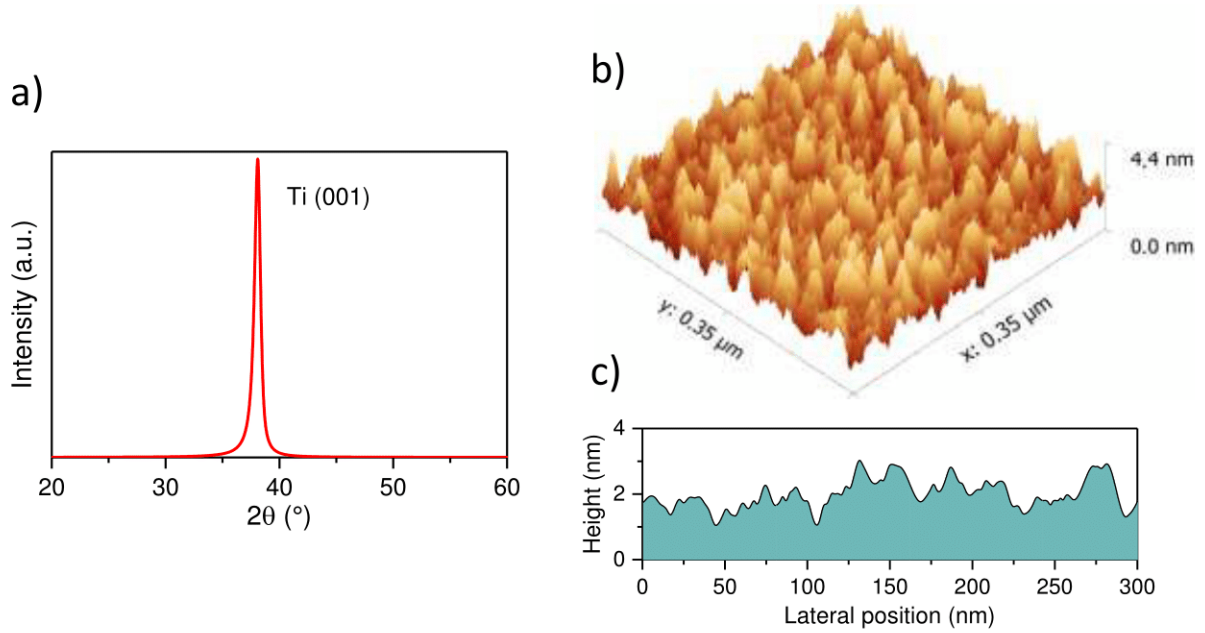 a)
Intensity (a.u.)
Ti (001)
20 30 40 50 60
2θ (°)
b)
4.4 nm
0.0 nm
y: 0.35 µm
x: 0.35 µm
c)
Height (nm)
4
2
0
0 50 100 150 200 250 300
Lateral position (nm)